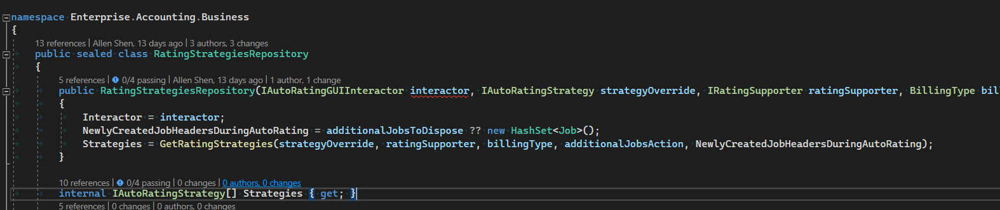 namespace Enterprise.Accounting.Business
{
13 references | Allen Shen, 13 days ago | 3 authors, 3 changes
public sealed class RatingStrategiesRepository
{
5 references | 0/4 passing | Allen Shen, 13 days ago | 1 author, 1 change
public RatingStrategiesRepository(IAutoRatingGUIInteractor interactor, IAutoRatingStrategy strategyOverride, IRatingSupporter ratingSupporter, BillingType bil
{
Interactor = interactor;
NewlyCreatedJobHeadersDuringAutoRating = additionalJobsToDispose ?? new HashSet<Job>();
Strategies = GetRatingStrategies(strategyOverride, ratingSupporter, billingType, additionalJobsAction, NewlyCreatedJobHeadersDuringAutoRating);
}
10 references | 0/4 passing | 0 changes | 0 authors, 0 changes
internal IAutoRatingStrategy[] Strategies { get; }
5 references | 0 changes | 0 authors, 0 changes